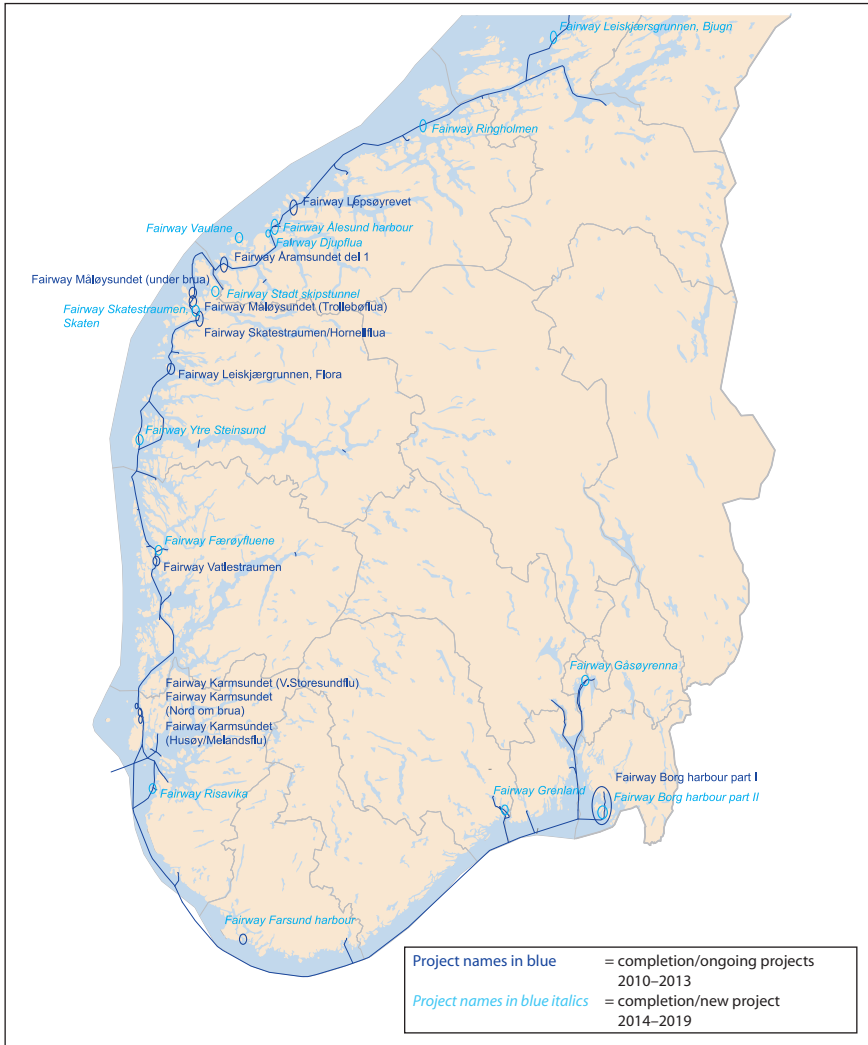 Fairway Leiskjærsgrunnen, Bjugn
Fairway Ringholmen
Fairway Lepsøyrevet
Fairway Vaulane
Fairway Ålesund harbour
Fairway Djupflua
Fairway Åramsundet del 1
Fairway Måløysundet (under brua)
Fairway Stadt skipstunnel
Fairway Skatestraumen,
Skaten
Fairway Måløysundet (Trollebøflua)
Fairway Skatestraumen/Hornelflua
Fairway Leiskjærgrunnen, Flora
Fairway Ytre Steinsund
Fairway Færøyfluene
Fairway Vatlestraumen
Fairway Gåsøyrenna
Fairway Karmsundet (V.Storesundflu)
Fairway Karmsundet
(Nord om brua)
Fairway Karmsundet
(Husøy/Melandsflu)
Fairway Borg harbour part I
Fairway Risavika
Fairway Grenland
Fairway Borg harbour part II
Fairway Farsund harbour
Project names in blue = completion/ongoing projects
2010–2013
Project names in blue italics = completion/new project
2014–2019